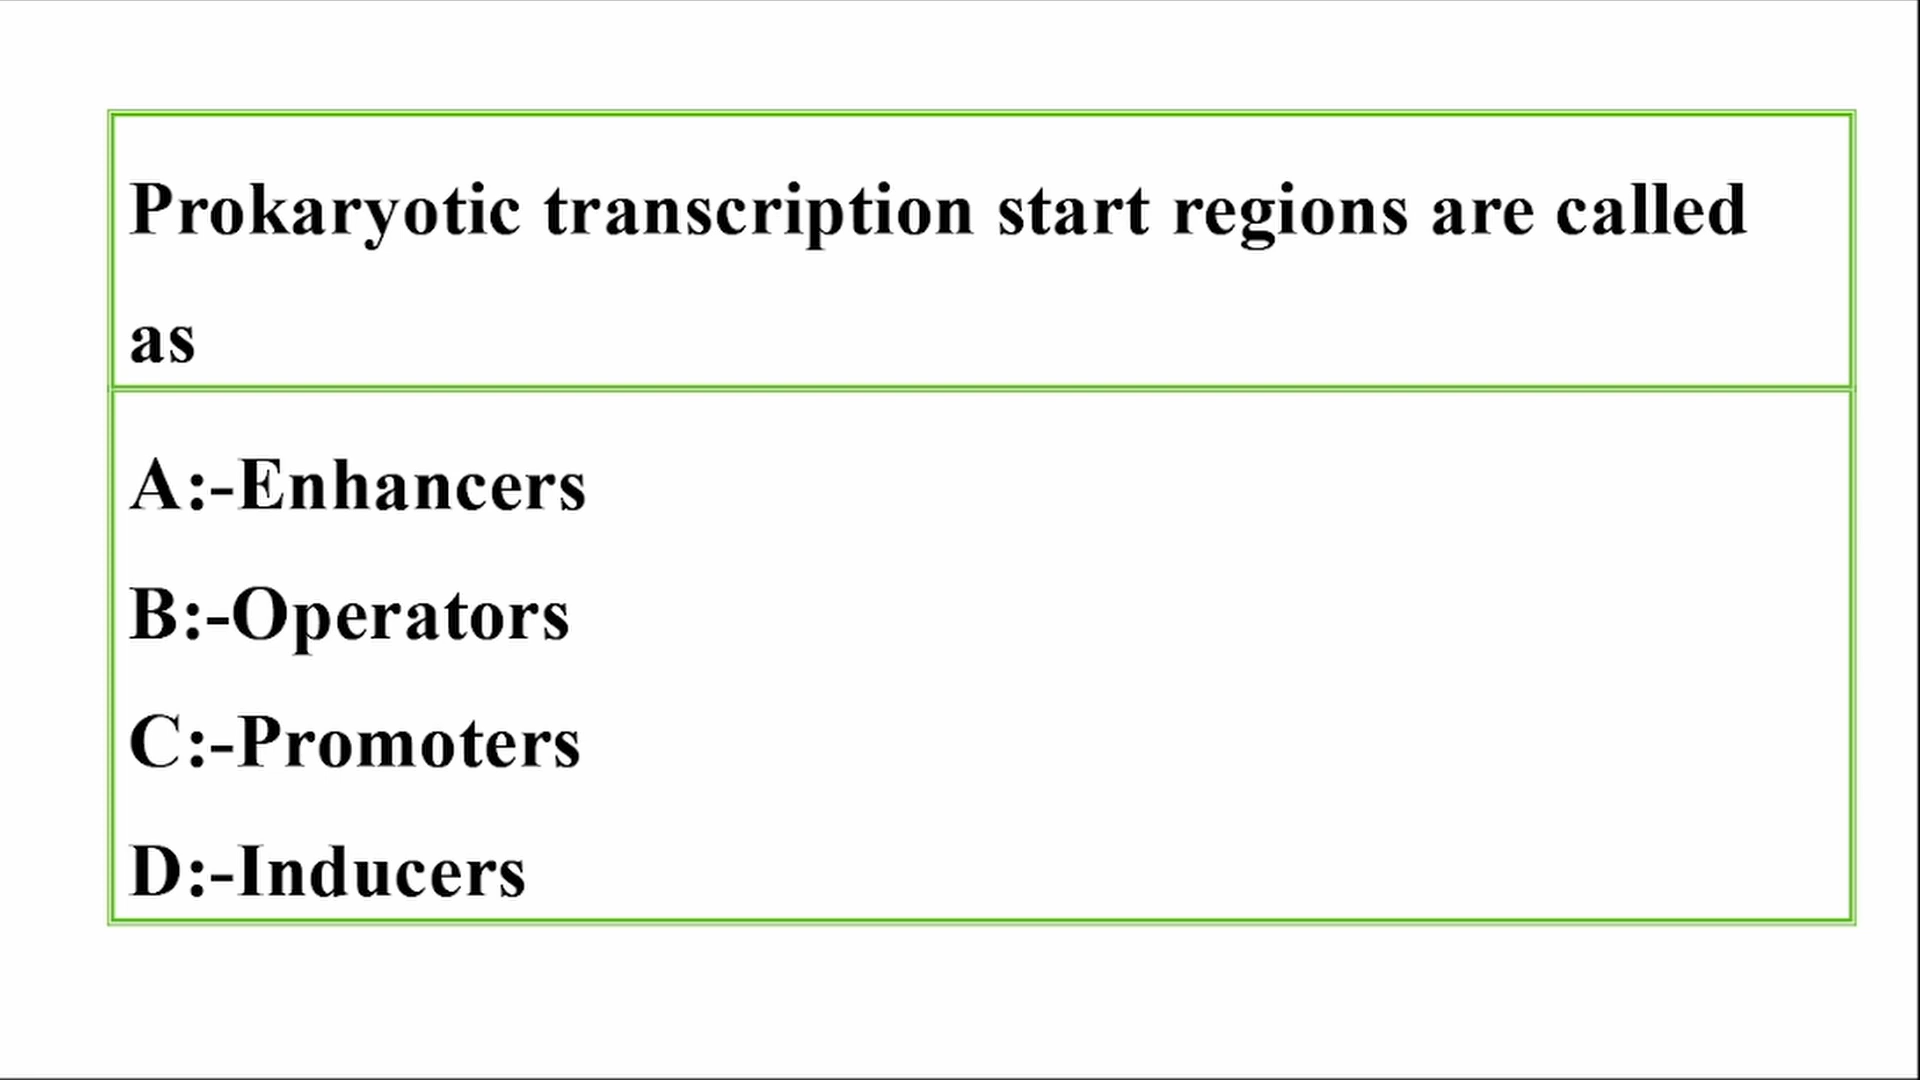 Prokaryotic transcription start regions are called
as
A:-Enhancers
B:-Operators
C:-Promoters
D:-Inducers